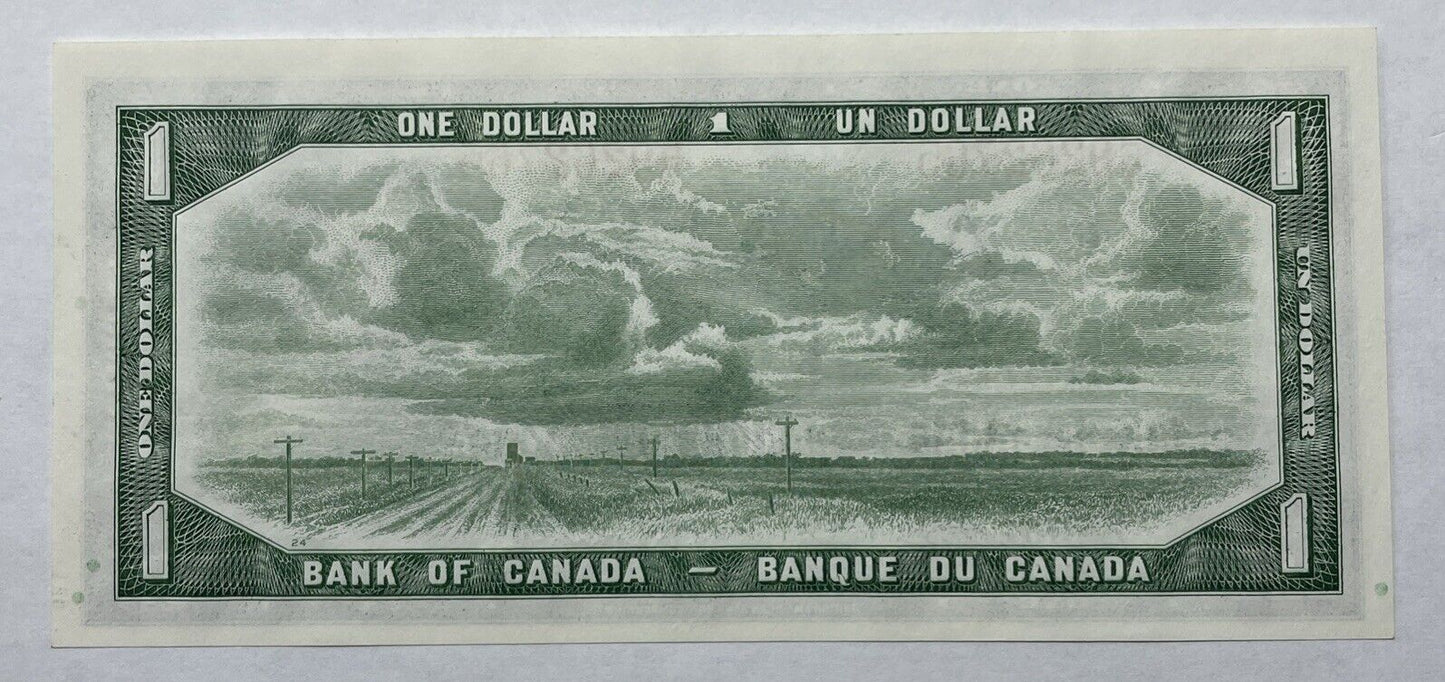 ONE DOLLAR 1 UN DOLLAR
1 1
ONE DOLLAR
UN DOLLAR
1 1
24
BANK OF CANADA – BANQUE DU CANADA